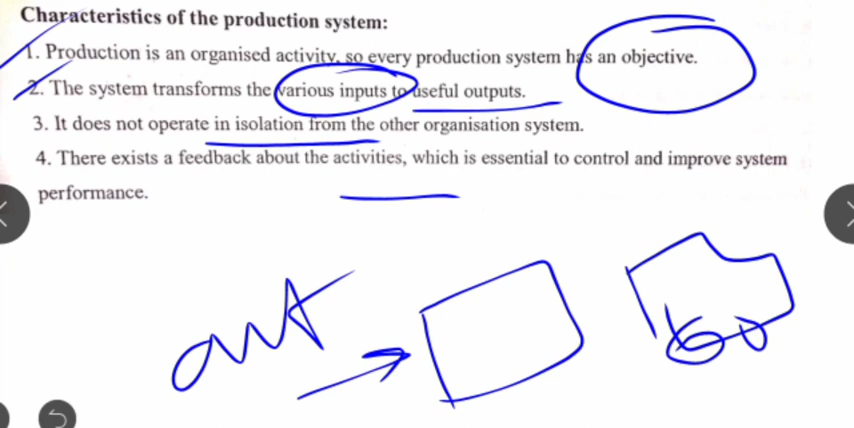 Characteristics of the production system:
1. Production is an organised activity, so every production system has an objective.
2. The system transforms the various inputs to useful outputs.
3. It does not operate in isolation from the other organisation system.
4. There exists a feedback about the activities, which is essential to control and improve system
performance.